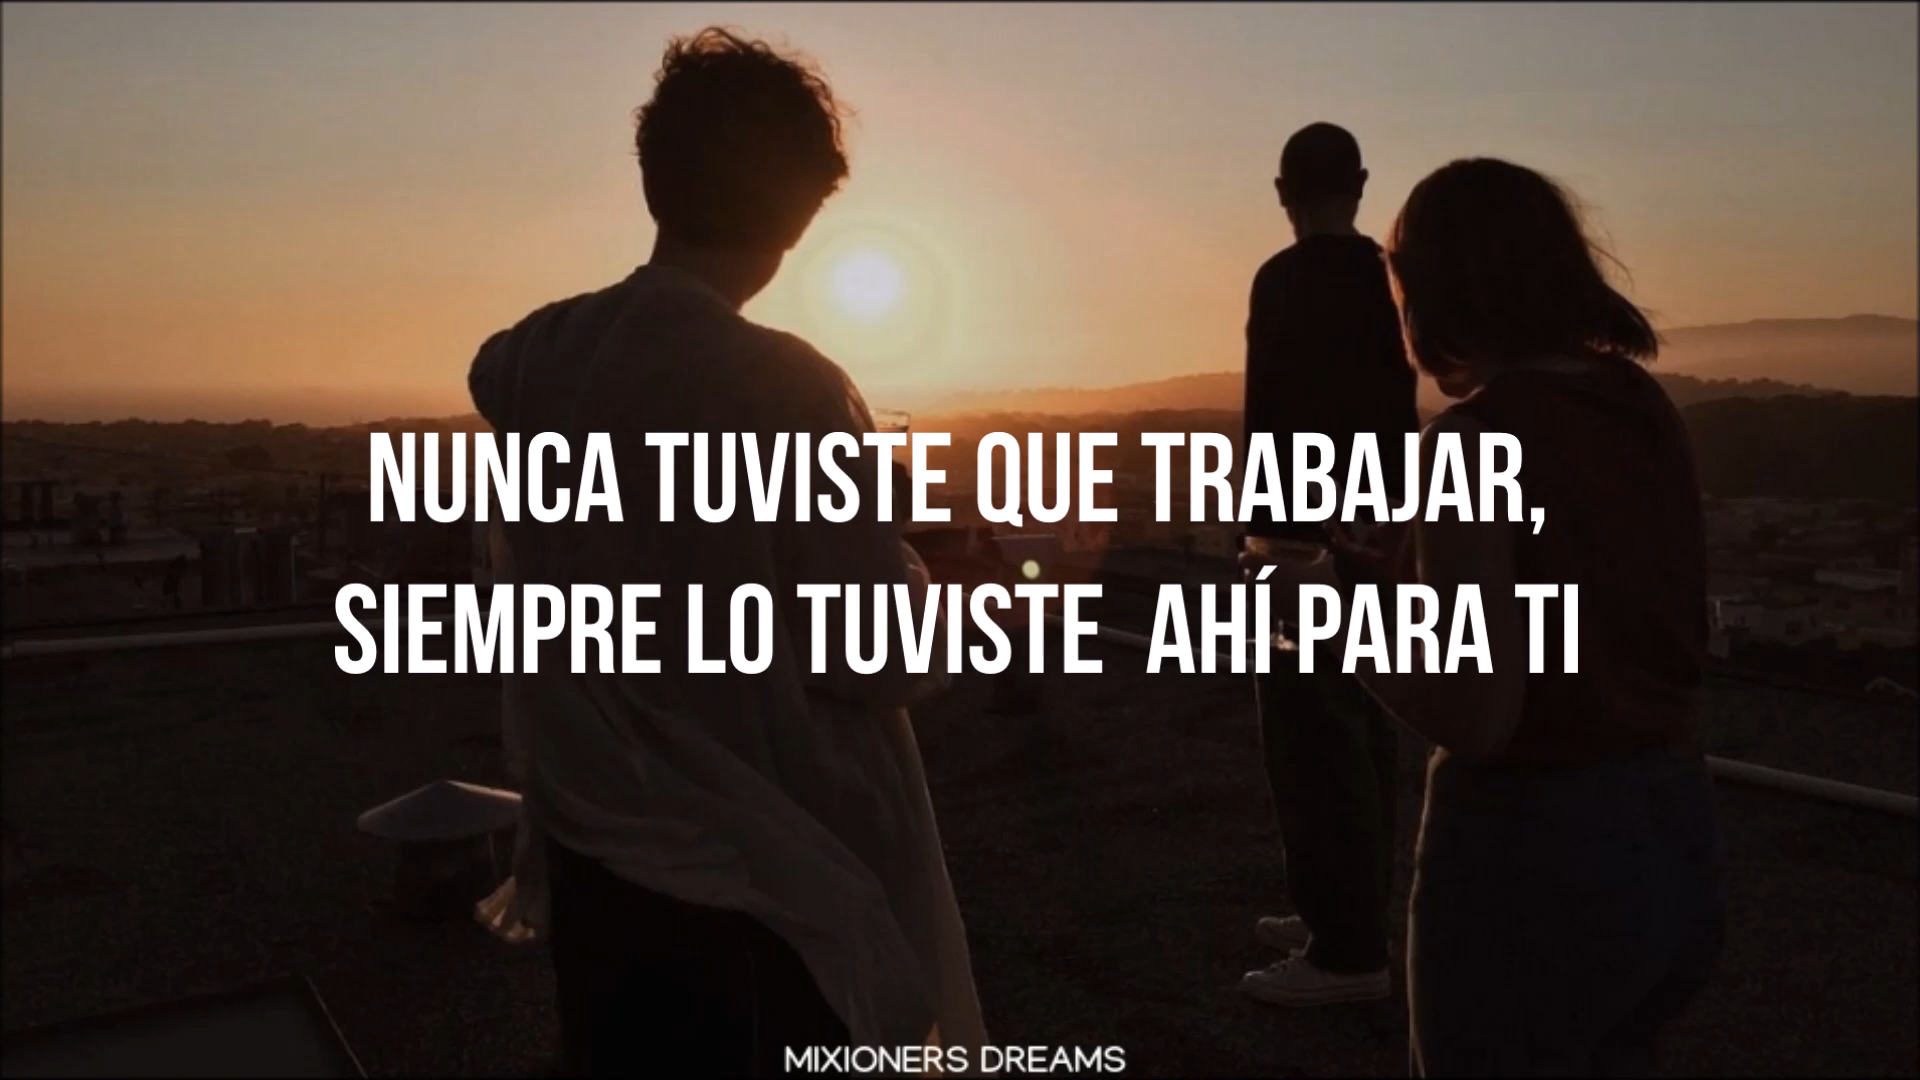 NUNCA TUVISTE QUE TRABAJAR,
SIEMPRE LO TUVISTE  AHÍ PARA TI
MIXIONERS DREAMS